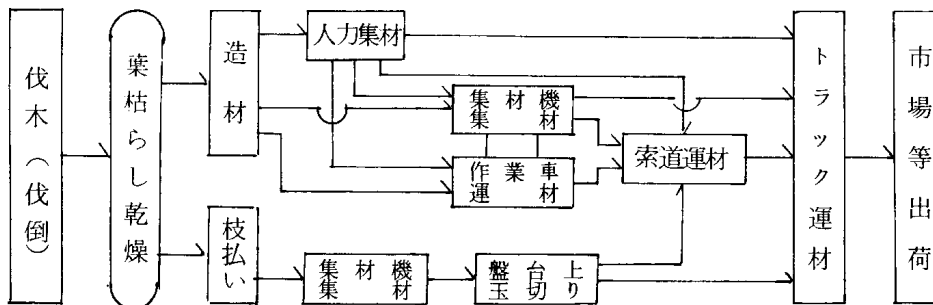 伐木（伐倒）
葉枯らし乾燥
造材
人力集材
集材機
集材
作業車
運材
索道運材
枝払い
集材機
集材
盤台上
玉切り
トラック運材
市場等出荷